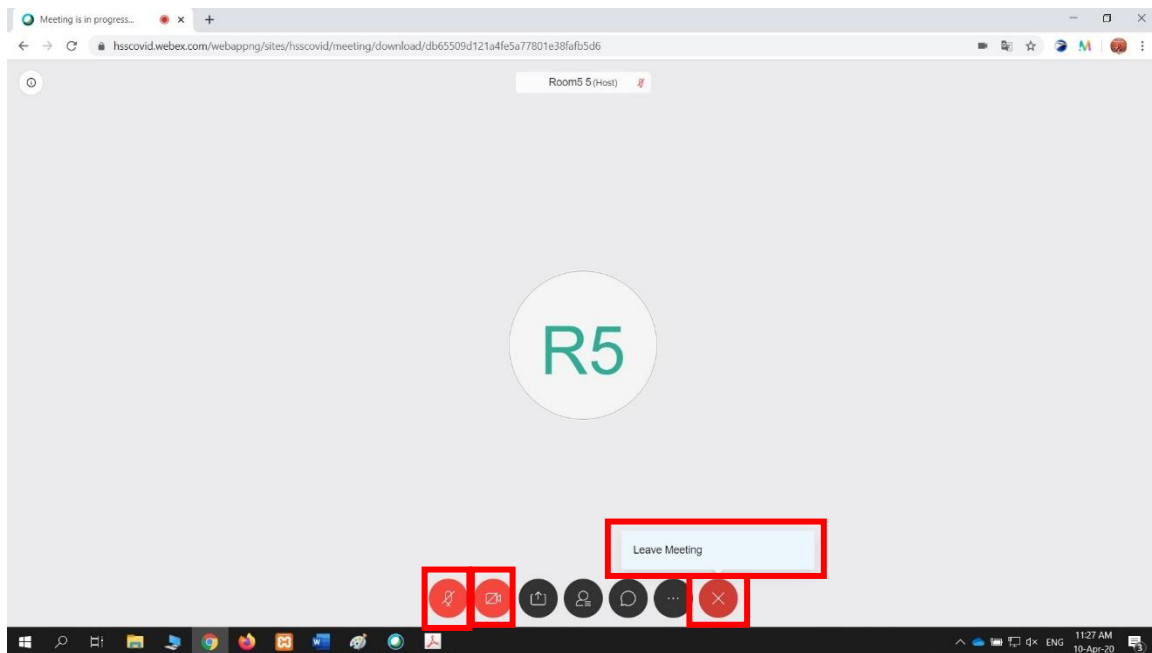 Meeting is in progress...
hsscovid.webex.com/webappng/sites/hsscovid/meeting/download/db65509d121a4fe5a77801e38fafb5d6
Room5 5 (Host)
R5
Leave Meeting
ENG
11:27 AM
10-Apr-20